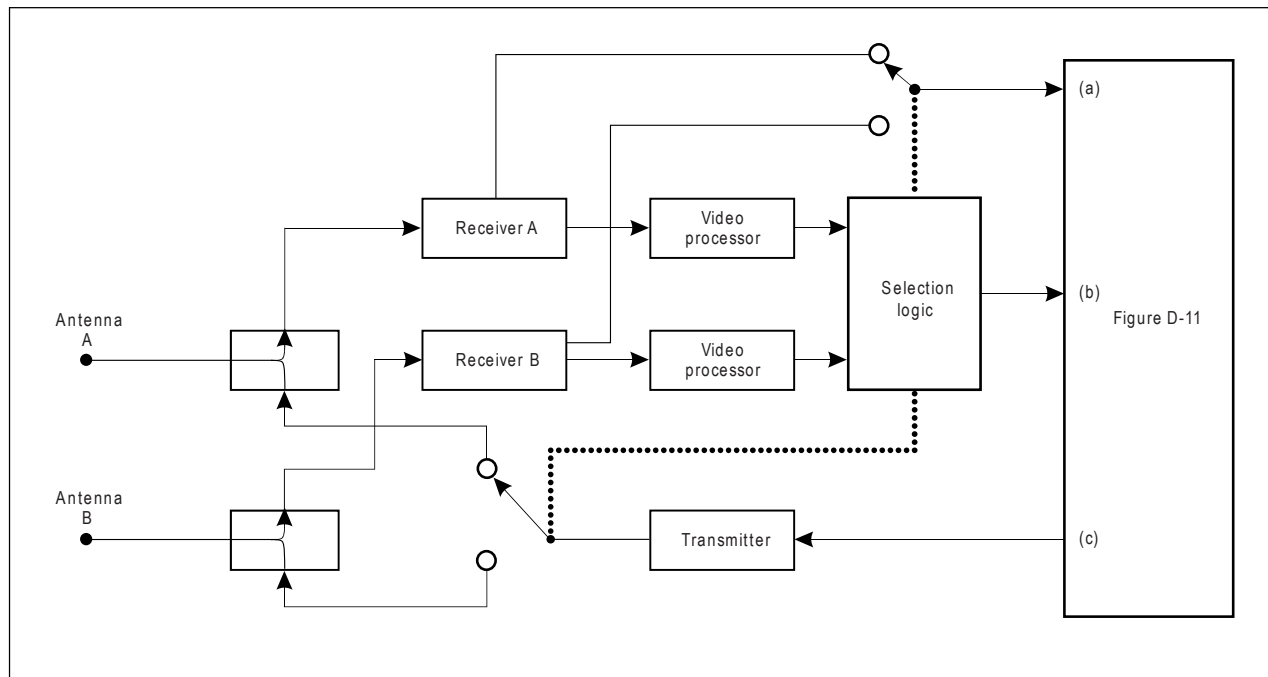 (a)
Receiver A
Video
processor
Selection
logic
(b)
Figure D-11
Antenna
A
Receiver B
Video
processor
Antenna
B
Transmitter
(c)